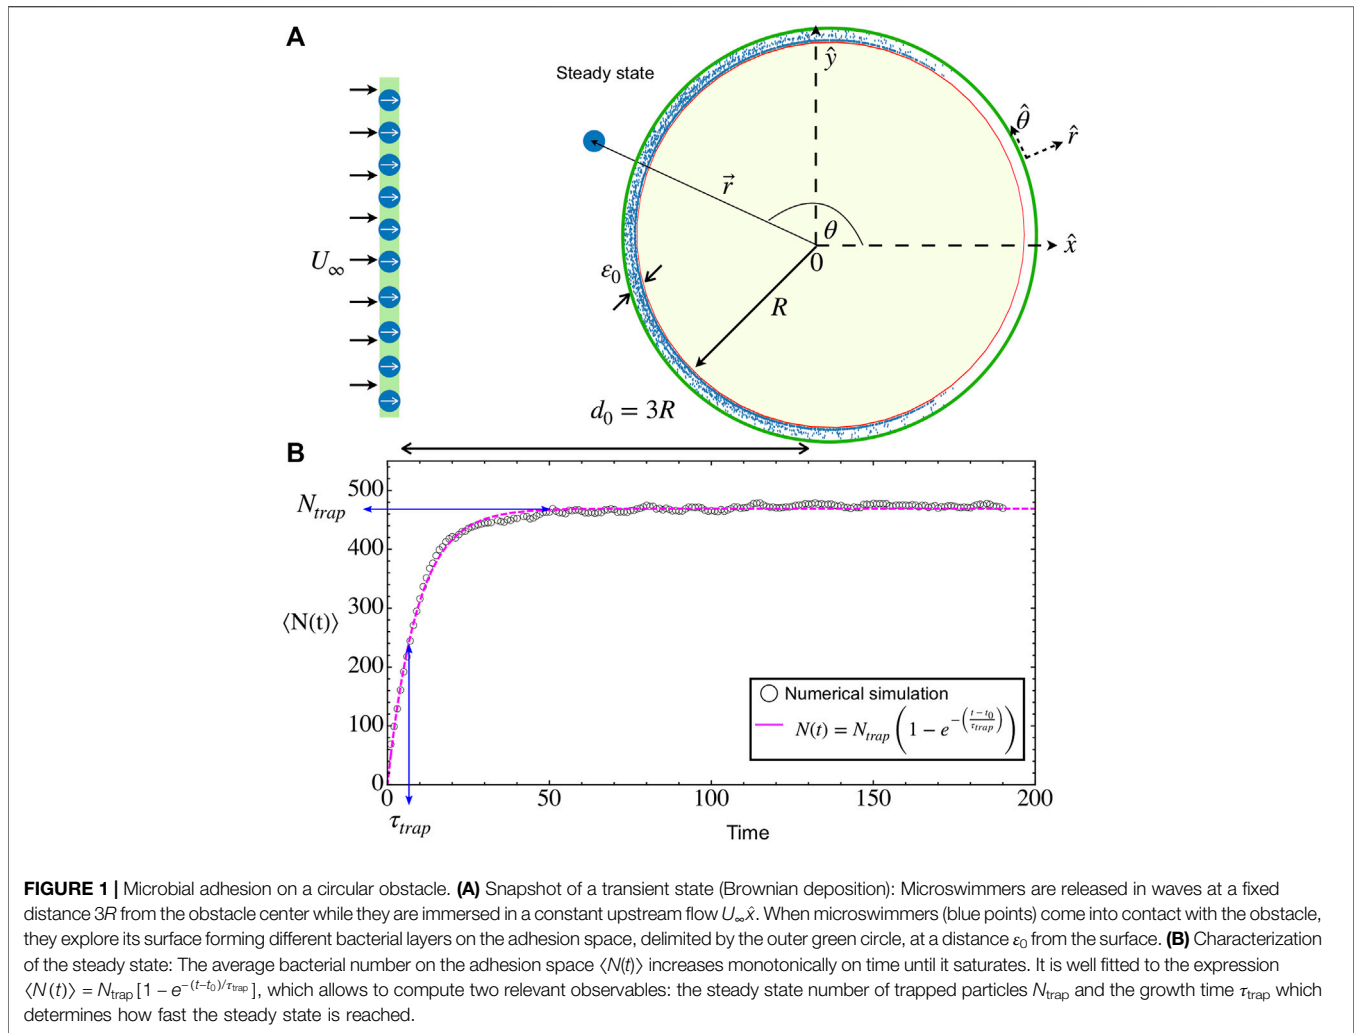 A
Steady state
ŷ
θ̂
r̂
r⃗
θ
x̂
0
U∞
ε₀
R
d₀ = 3R
B
500
Ntrap
400
300
⟨N(t)⟩
200
100
0
0 50 100 150 200
τtrap
Time
Numerical simulation
N(t) = Ntrap(1 − e^−((t−t₀)/τtrap))
FIGURE 1 | Microbial adhesion on a circular obstacle. (A) Snapshot of a transient state (Brownian deposition): Microswimmers are released in waves at a fixed
distance 3R from the obstacle center while they are immersed in a constant upstream flow U∞x̂. When microswimmers (blue points) come into contact with the obstacle,
they explore its surface forming different bacterial layers on the adhesion space, delimited by the outer green circle, at a distance ε₀ from the surface. (B) Characterization
of the steady state: The average bacterial number on the adhesion space ⟨N(t)⟩ increases monotonically on time until it saturates. It is well fitted to the expression
⟨N(t)⟩ = Ntrap [1 − e^−(t−t₀)/τtrap], which allows to compute two relevant observables: the steady state number of trapped particles Ntrap and the growth time τtrap which
determines how fast the steady state is reached.